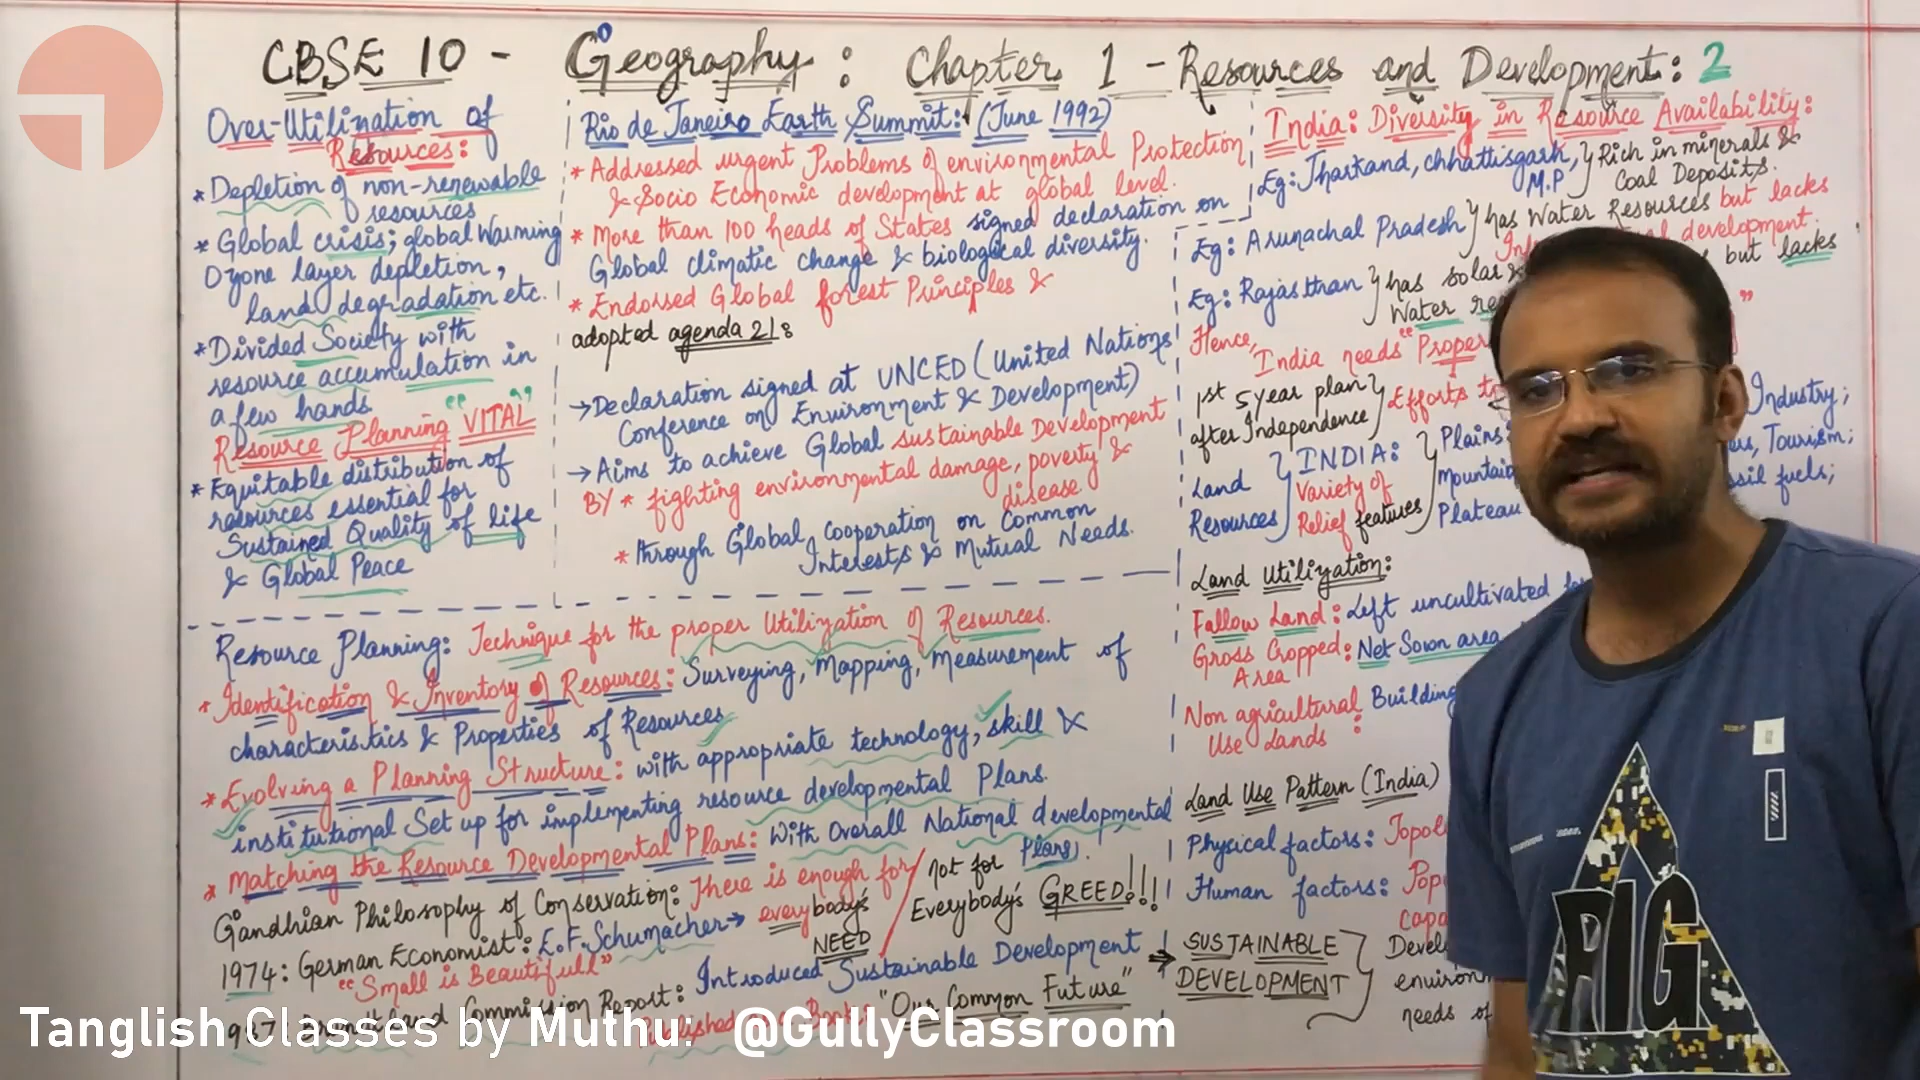 CBSE 10 - Geography : Chapter 1 - Resources and Development: 2
Over-Utilization of
Resources:
* Depletion of non-renewable
resources
* Global crisis; global Warming
Ozone layer depletion,
land degradation etc.
* Divided Society with
resource accumulation in
a few hands
Resource Planning "VITAL"
* Equitable distribution of
resources essential for
Sustained Quality of life
& Global Peace
Rio de Janeiro Earth Summit: (June 1992)
* Addressed urgent Problems of environmental Protection
& Socio Economic development at global level.
* More than 100 heads of States signed declaration on
Global climatic change & biological diversity.
* Endorsed Global forest Principles &
adopted agenda 21:
→ Declaration signed at UNCED (United Nations
Conference on Environment & Development)
→ Aims to achieve Global sustainable Development
BY * fighting environmental damage, poverty &
disease
* through Global cooperation on Common
Interests & Mutual Needs.
India: Diversity in Resource Availability:
Eg: Jharkand, chhattisgarh, M.P } Rich in minerals &
Coal Deposits.
Eg: Arunachal Pradesh } has Water Resources but lacks
development.
Eg: Rajasthan } has solar & but lacks
Water
Hence,
India needs "Proper "
1st 5 year plan
after Independence } Efforts
Land
Resources } INDIA:
Variety of
Relief features } Plains: Industry;
Tourism;
Plateau fuels;
Land Utilization:
Fallow Land: Left uncultivated
Gross Cropped: Net Sown area
Area
Non agricultural : Building
Use Lands
Land Use Pattern (India)
Physical factors:
Human factors:
Resource Planning: Technique for the proper Utilization of Resources.
* Identification & Inventory of Resources: Surveying, Mapping, Measurement of
characteristics & Properties of Resources
* Evolving a Planning Structure: with appropriate technology, skill &
institutional Set up for implementing resource developmental Plans.
* Matching the Resource Developmental Plans: With Overall National developmental
Plans.
Gandhian Philosophy of Conservation: There is enough for everybody's NEED / not for
Everybody's GREED!!!
1974: German Economist: E.F. Schumacher →
"Small is Beautifull"
Commission Report: Introduced Sustainable Development → SUSTAINABLE
DEVELOPMENT }
needs of
"Our Common Future"
PIG
Tanglish Classes by Muthu: @GullyClassroom